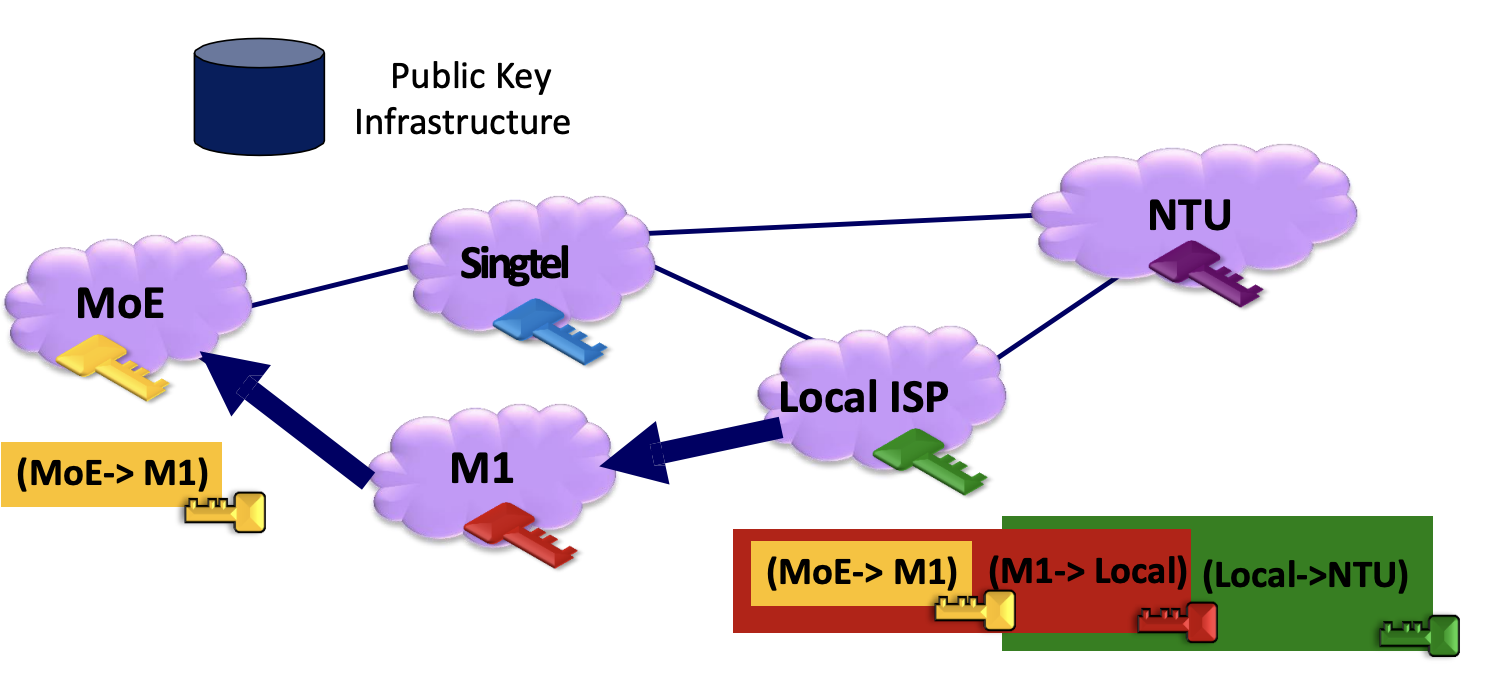 Public Key
Infrastructure
NTU
Singtel
MoE
Local ISP
M1
(MoE-> M1)
(MoE-> M1) (M1-> Local) (Local->NTU)